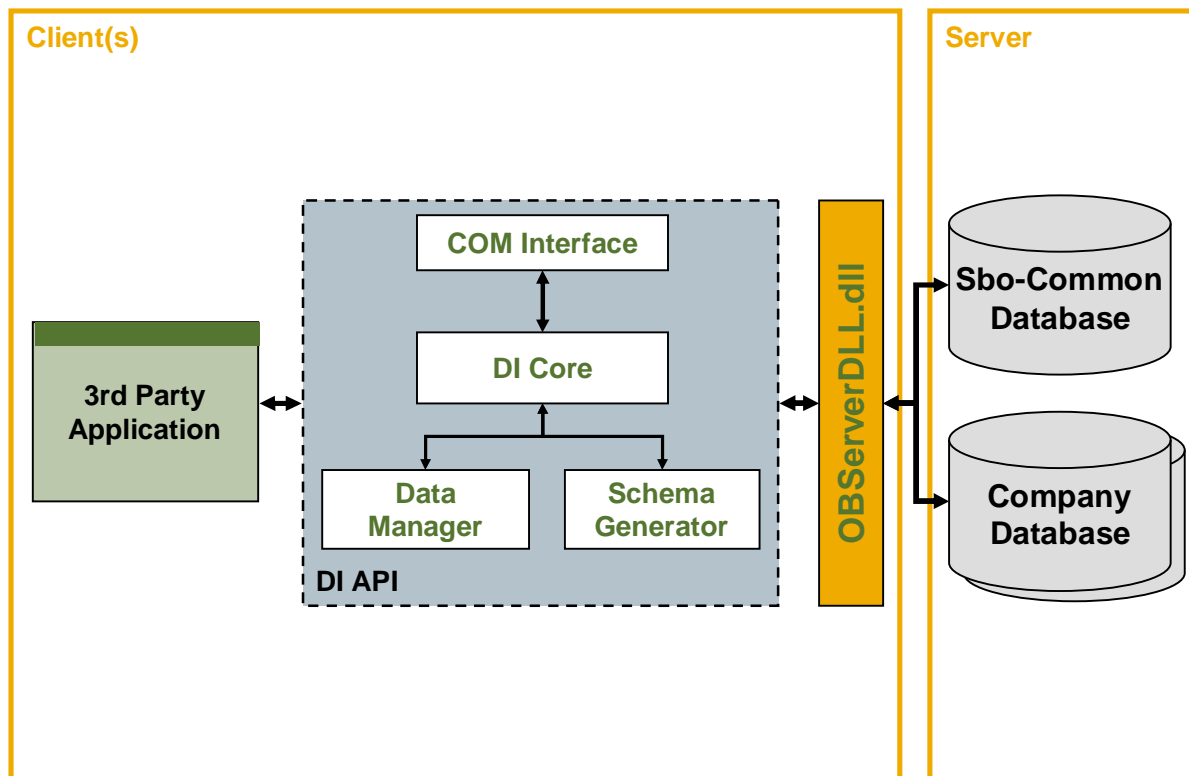 Client(s)
Server
COM Interface
DI Core
3rd Party
Application
Data
Manager
Schema
Generator
DI API
OBServerDLL.dll
Sbo-Common
Database
Company
Database